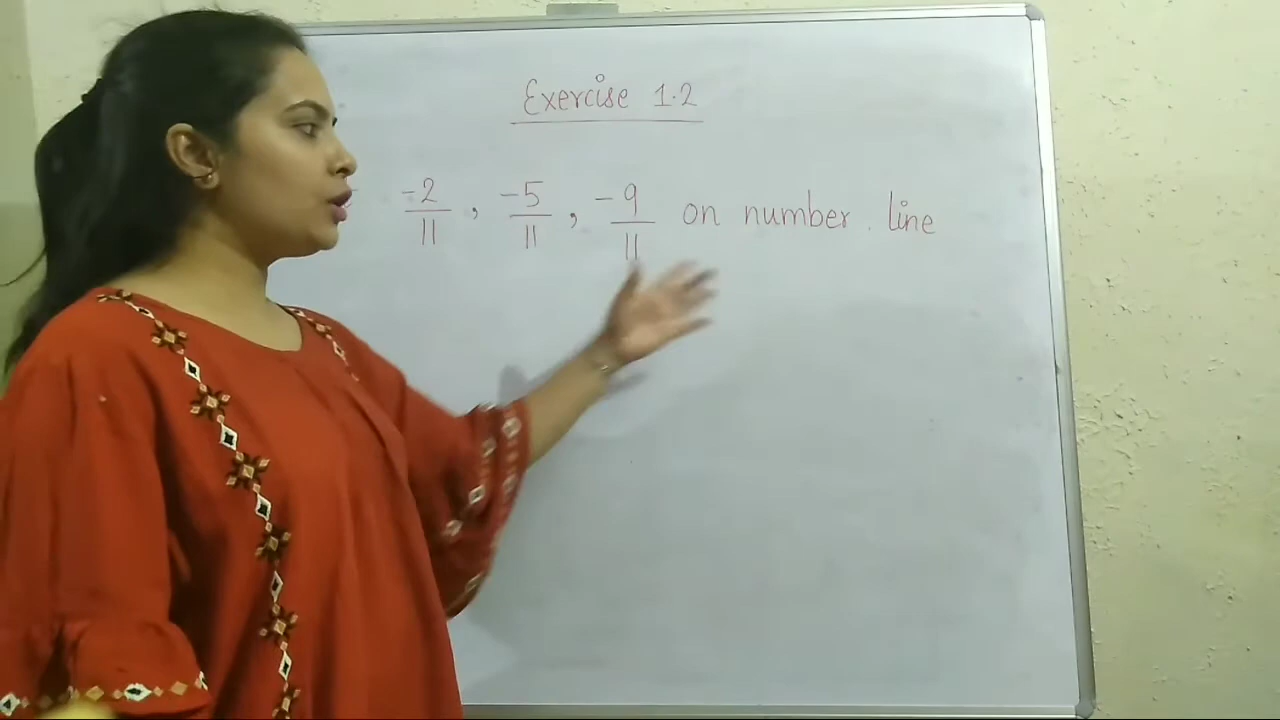 Exercise 1.2
-2/11 , -5/11 , -9/11 on number line